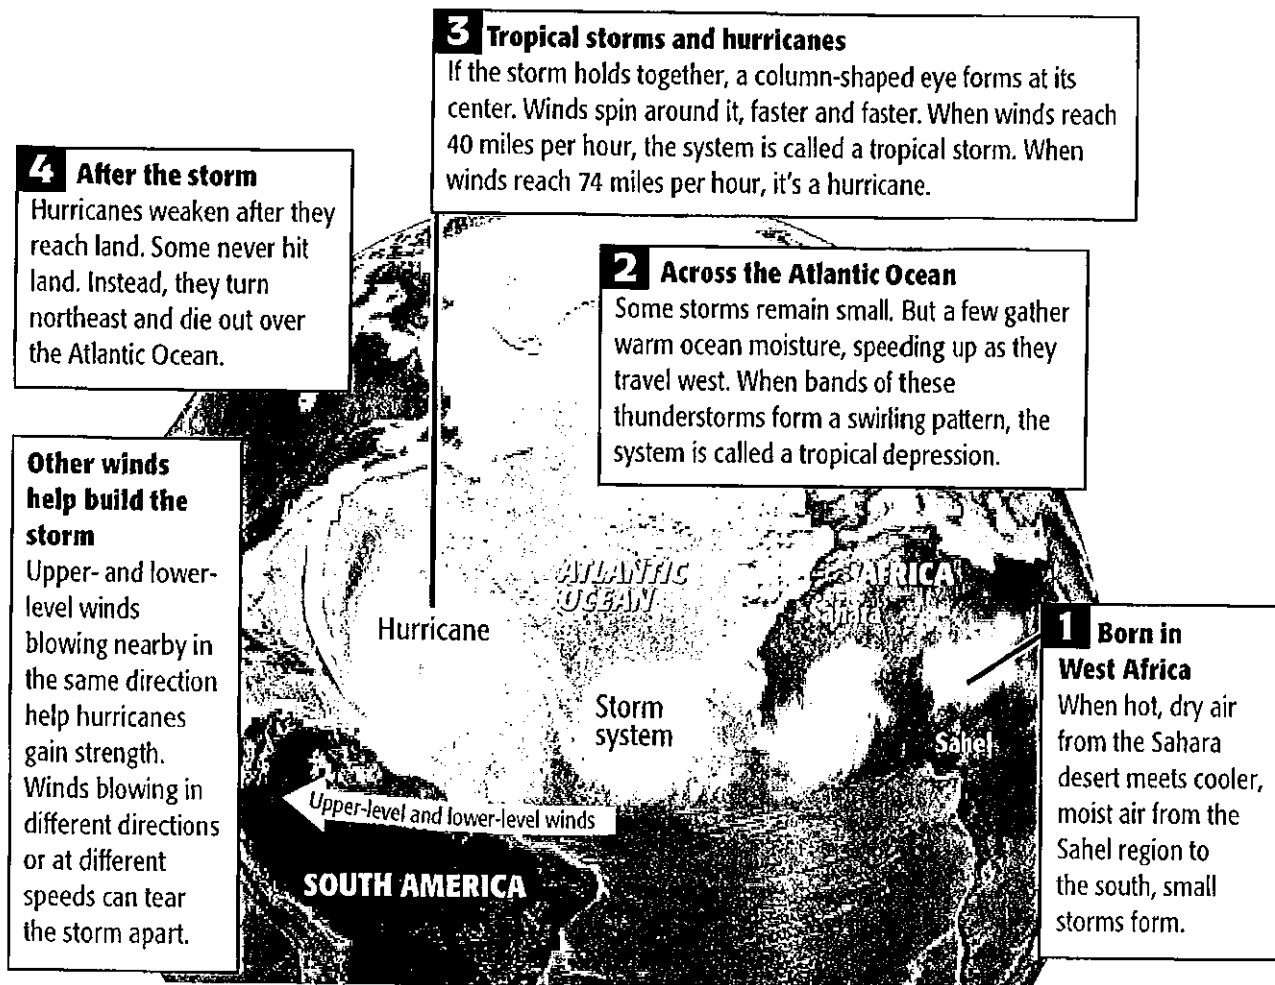 3 Tropical storms and hurricanes
If the storm holds together, a column-shaped eye forms at its
center. Winds spin around it, faster and faster. When winds reach
40 miles per hour, the system is called a tropical storm. When
winds reach 74 miles per hour, it's a hurricane.
4 After the storm
Hurricanes weaken after they
reach land. Some never hit
land. Instead, they turn
northeast and die out over
the Atlantic Ocean.
2 Across the Atlantic Ocean
Some storms remain small. But a few gather
warm ocean moisture, speeding up as they
travel west. When bands of these
thunderstorms form a swirling pattern, the
system is called a tropical depression.
Other winds
help build the
storm
Upper- and lower-
level winds
blowing nearby in
the same direction
help hurricanes
gain strength.
Winds blowing in
different directions
or at different
speeds can tear
the storm apart.
ATLANTIC
OCEAN
AFRICA
Sahara
Hurricane
Storm
system
Sahel
1 Born in
West Africa
When hot, dry air
from the Sahara
desert meets cooler,
moist air from the
Sahel region to
the south, small
storms form.
Upper-level and lower-level winds
SOUTH AMERICA